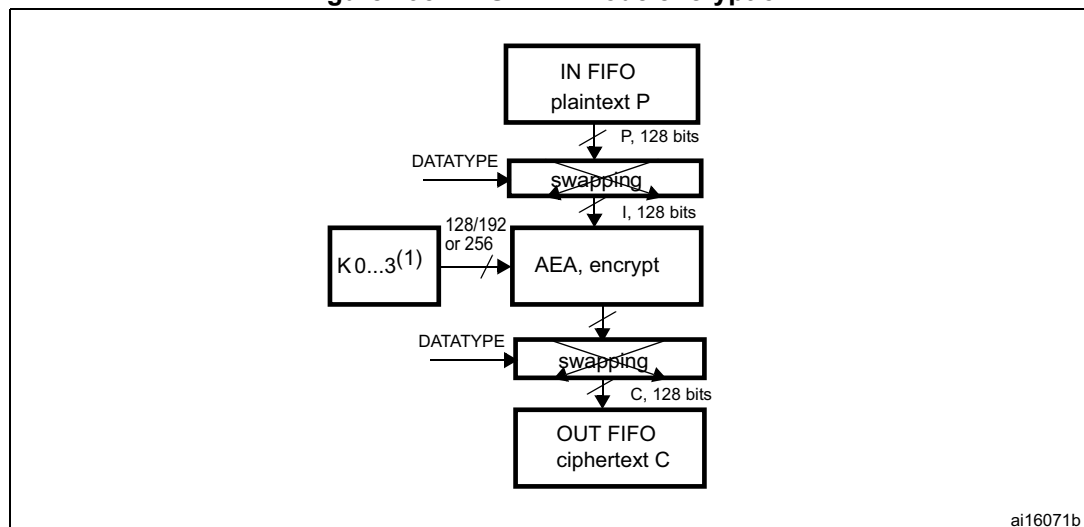 IN FIFO
plaintext P
P, 128 bits
DATATYPE
swapping
I, 128 bits
128/192
or 256
K 0...3(1)
AEA, encrypt
DATATYPE
swapping
C, 128 bits
OUT FIFO
ciphertext C
ai16071b